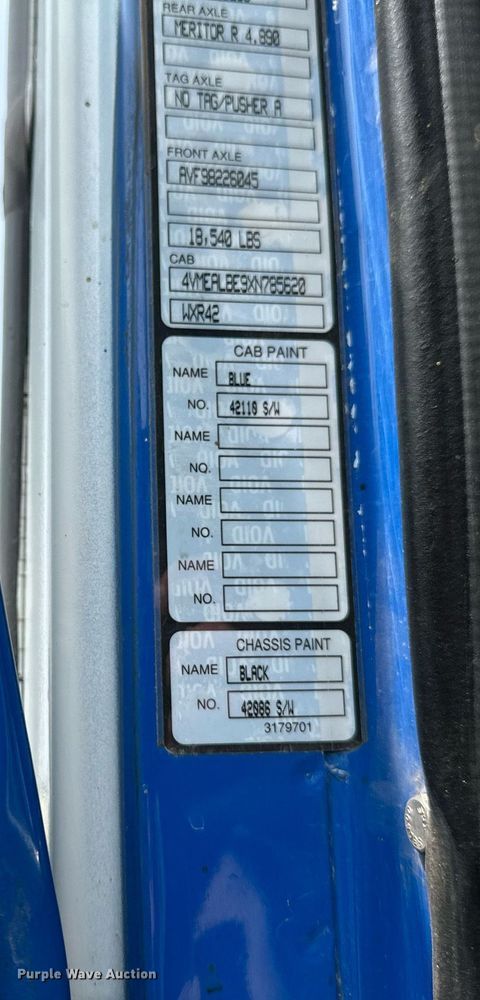 REAR AXLE
MERITOR R 4.890
TAG AXLE
NO TAG/PUSHER A
FRONT AXLE
AVF98226045
18,540 LBS
CAB
4VMEALBE9XN785620
WXR42
CAB PAINT
NAME BLUE
NO. 42110 S/W
NAME
NO.
NAME
NO.
NAME
NO.
CHASSIS PAINT
NAME BLACK
NO. 42086 S/W
3179701
Purple Wave Auction